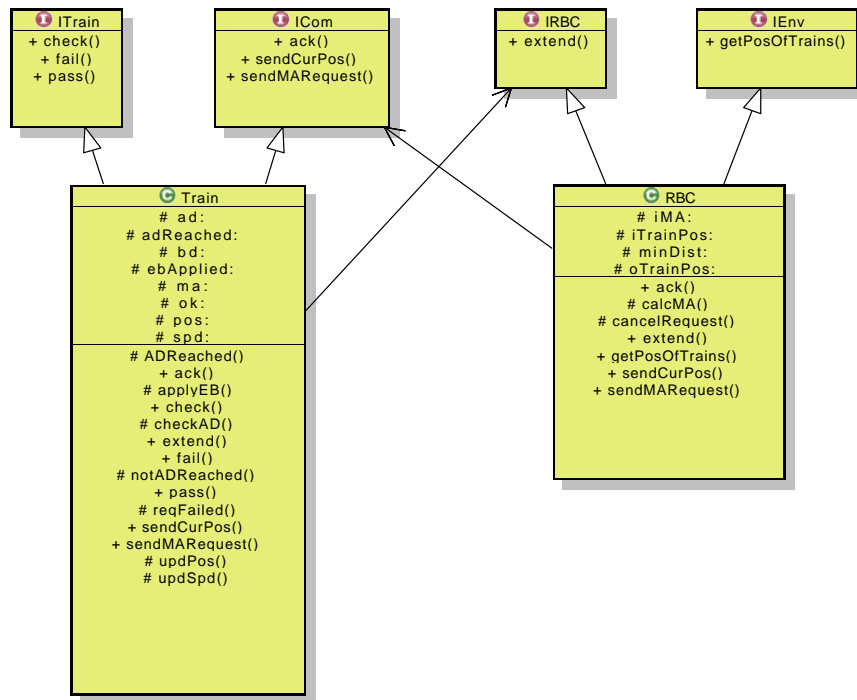 I ITrain
+ check()
+ fail()
+ pass()
I ICom
+ ack()
+ sendCurPos()
+ sendMARequest()
I IRBC
+ extend()
I IEnv
+ getPosOfTrains()
C Train
# ad:
# adReached:
# bd:
# ebApplied:
# ma:
# ok:
# pos:
# spd:
# ADReached()
+ ack()
# applyEB()
+ check()
# checkAD()
+ extend()
+ fail()
# notADReached()
+ pass()
# reqFailed()
+ sendCurPos()
+ sendMARequest()
# updPos()
# updSpd()
C RBC
# iMA:
# iTrainPos:
# minDist:
# oTrainPos:
+ ack()
# calcMA()
# cancelRequest()
+ extend()
+ getPosOfTrains()
+ sendCurPos()
+ sendMARequest()